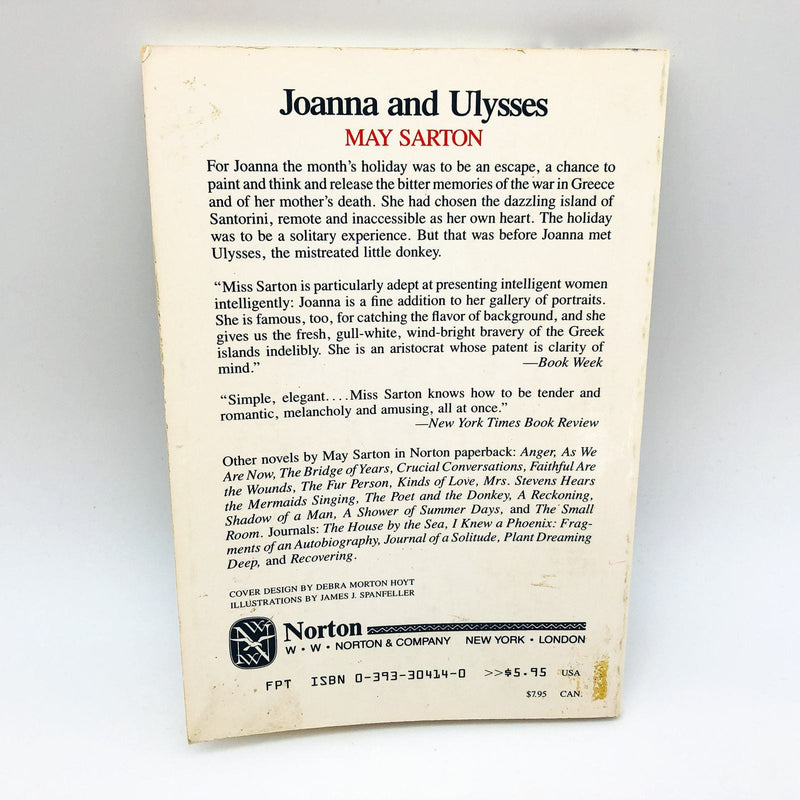 Joanna and Ulysses
MAY SARTON
For Joanna the month's holiday was to be an escape, a chance to
paint and think and release the bitter memories of the war in Greece
and of her mother's death. She had chosen the dazzling island of
Santorini, remote and inaccessible as her own heart. The holiday
was to be a solitary experience. But that was before Joanna met
Ulysses, the mistreated little donkey.
“Miss Sarton is particularly adept at presenting intelligent women
intelligently: Joanna is a fine addition to her gallery of portraits.
She is famous, too, for catching the flavor of background, and she
gives us the fresh, gull-white, wind-bright bravery of the Greek
islands indelibly. She is an aristocrat whose patent is clarity of
mind.” —Book Week
“Simple, elegant. . . . Miss Sarton knows how to be tender and
romantic, melancholy and amusing, all at once.”
—New York Times Book Review
Other novels by May Sarton in Norton paperback: Anger, As We
Are Now, The Bridge of Years, Crucial Conversations, Faithful Are
the Wounds, The Fur Person, Kinds of Love, Mrs. Stevens Hears
the Mermaids Singing, The Poet and the Donkey, A Reckoning,
Shadow of a Man, A Shower of Summer Days, and The Small
Room. Journals: The House by the Sea, I Knew a Phoenix: Frag-
ments of an Autobiography, Journal of a Solitude, Plant Dreaming
Deep, and Recovering.
COVER DESIGN BY DEBRA MORTON HOYT
ILLUSTRATIONS BY JAMES J. SPANFELLER
Norton
W • W • NORTON & COMPANY NEW YORK • LONDON
FPT ISBN 0-393-30414-0 >>$5.95 USA
$7.95 CAN.